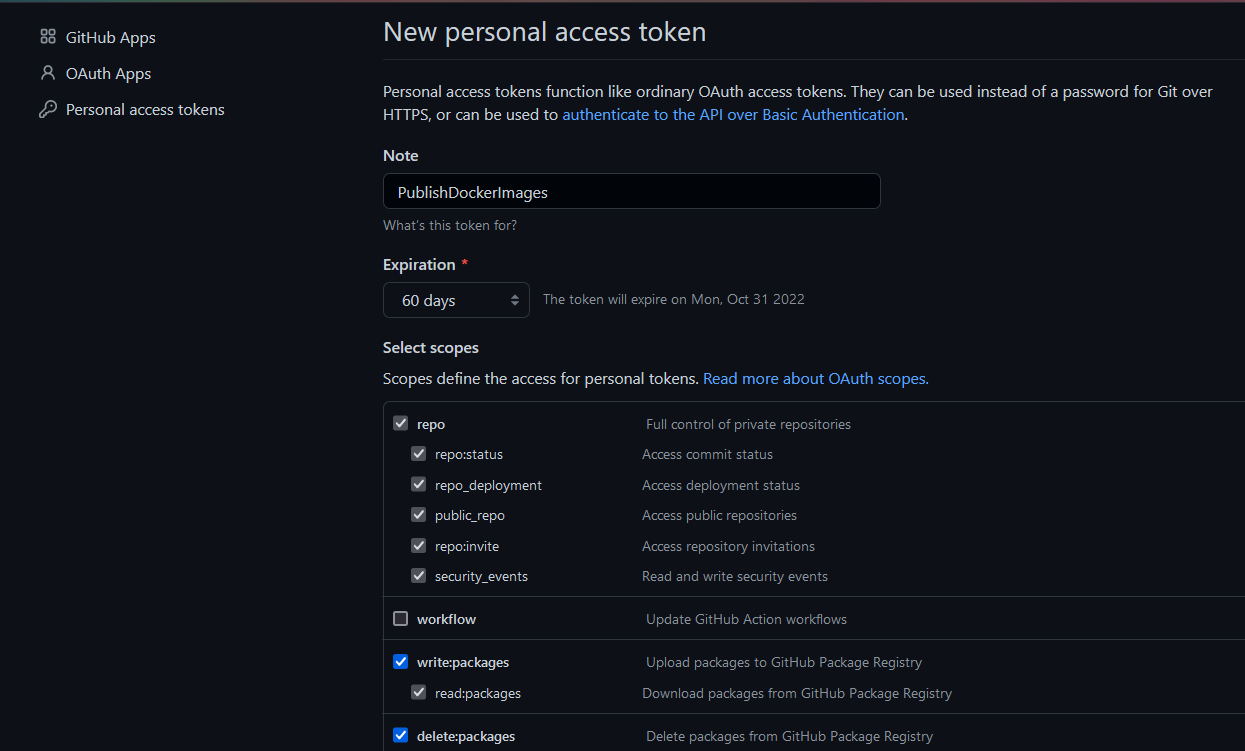 GitHub Apps
OAuth Apps
Personal access tokens
New personal access token
Personal access tokens function like ordinary OAuth access tokens. They can be used instead of a password for Git over
HTTPS, or can be used to authenticate to the API over Basic Authentication.
Note
PublishDockerImages
What's this token for?
Expiration *
60 days
The token will expire on Mon, Oct 31 2022
Select scopes
Scopes define the access for personal tokens. Read more about OAuth scopes.
repo Full control of private repositories
repo:status Access commit status
repo_deployment Access deployment status
public_repo Access public repositories
repo:invite Access repository invitations
security_events Read and write security events
workflow Update GitHub Action workflows
write:packages Upload packages to GitHub Package Registry
read:packages Download packages from GitHub Package Registry
delete:packages Delete packages from GitHub Package Registry